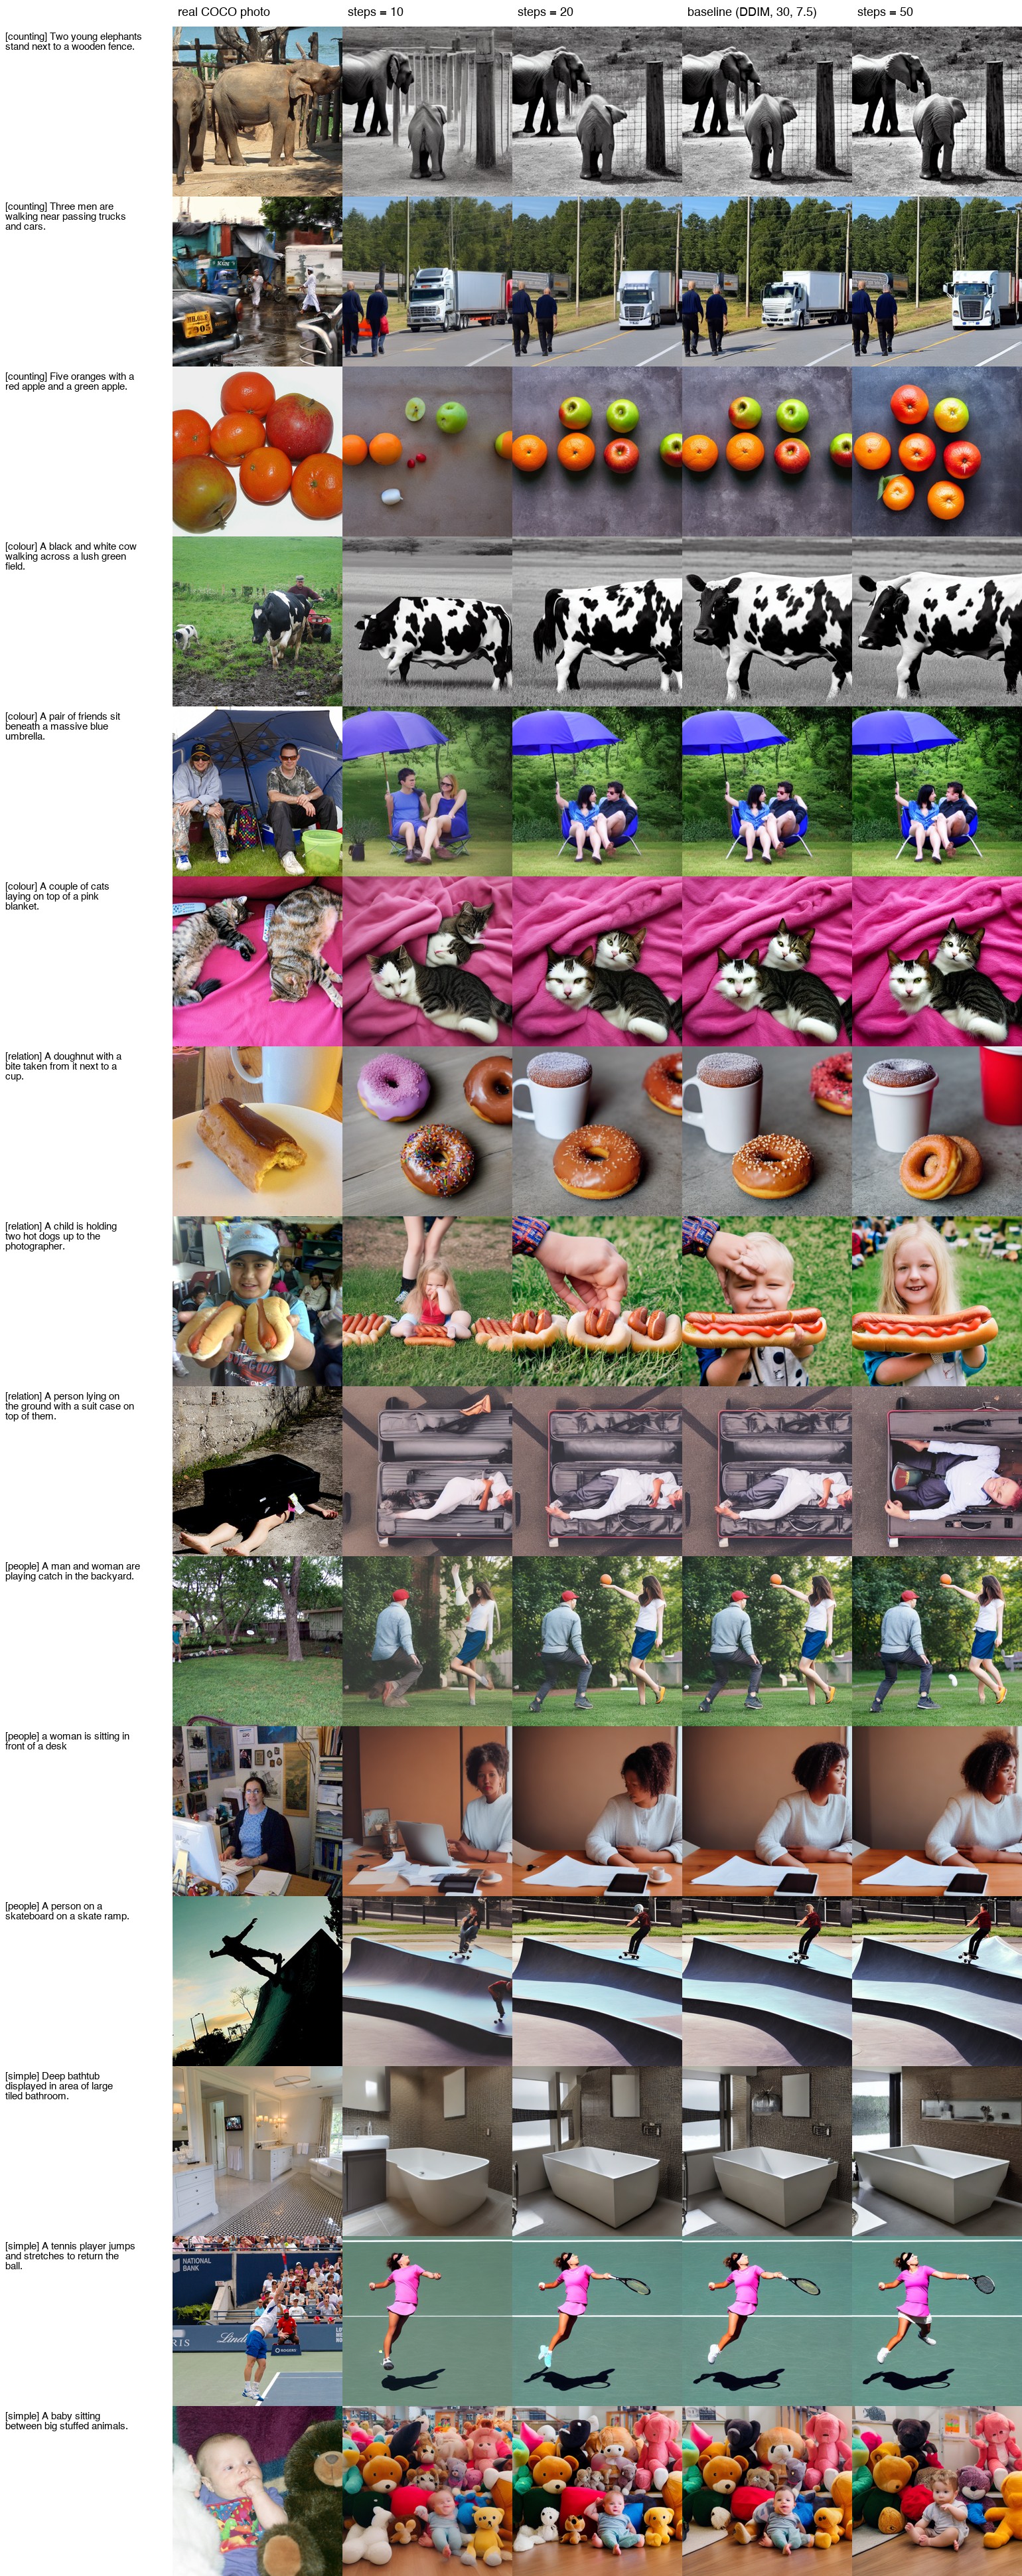 real COCO photo
steps = 10
steps = 20
baseline (DDIM, 30, 7.5)
steps = 50
[counting] Two young elephants
stand next to a wooden fence.
[counting] Three men are
walking near passing trucks
and cars.
[counting] Five oranges with a
red apple and a green apple.
[colour] A black and white cow
walking across a lush green
field.
[colour] A pair of friends sit
beneath a massive blue
umbrella.
[colour] A couple of cats
laying on top of a pink
blanket.
[relation] A doughnut with a
bite taken from it next to a
cup.
[relation] A child is holding
two hot dogs up to the
photographer.
[relation] A person lying on
the ground with a suit case on
top of them.
[people] A man and woman are
playing catch in the backyard.
[people] a woman is sitting in
front of a desk
[people] A person on a
skateboard on a skate ramp.
[simple] Deep bathtub
displayed in area of large
tiled bathroom.
[simple] A tennis player jumps
and stretches to return the
ball.
NATIONAL
BANK
[simple] A baby sitting
between big stuffed animals.